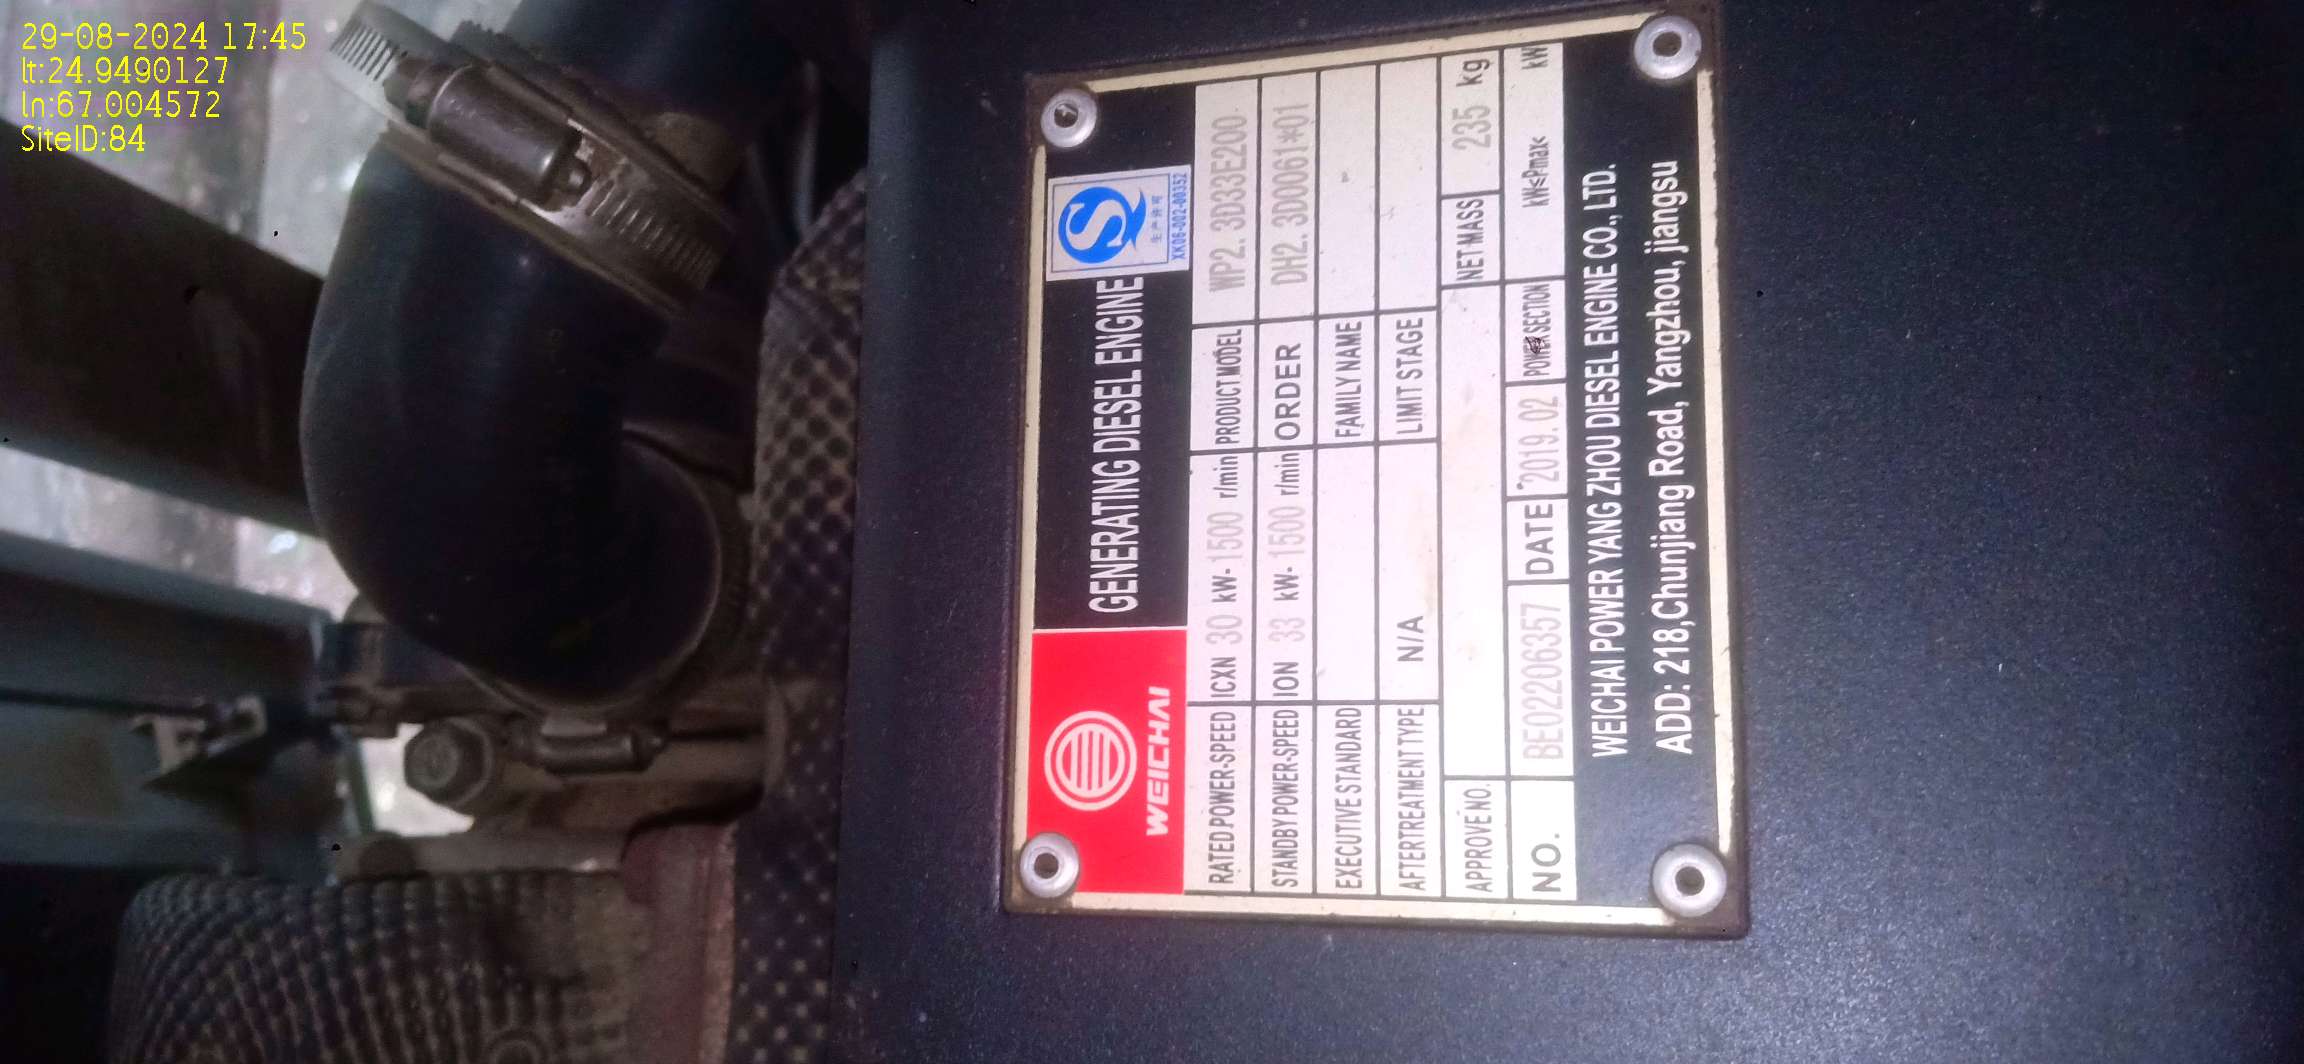 29-08-2024 17:45
lt:24.9490127
ln:67.004572
SiteID:84
WEICHAI
GENERATING DIESEL ENGINE
生产许可
XK06-002-00352
RATED POWER-SPEED ICXN 30 kW- 1500 r/min PRODUCT MODEL WP2.3D33E200
STANDBY POWER-SPEED ION 33 kW- 1500 r/min ORDER DH2.3D0061*01
EXECUTIVE STANDARD FAMILY NAME
AFTERTREATMENT TYPE N/A LIMIT STAGE
APPROVE NO. NET MASS 235 kg
NO. BE02206357 DATE 2019.02 POWER SECTION kW≤Pmax< kW
WEICHAI POWER YANG ZHOU DIESEL ENGINE CO., LTD.
ADD: 218,Chunjiang Road, Yangzhou, jiangsu